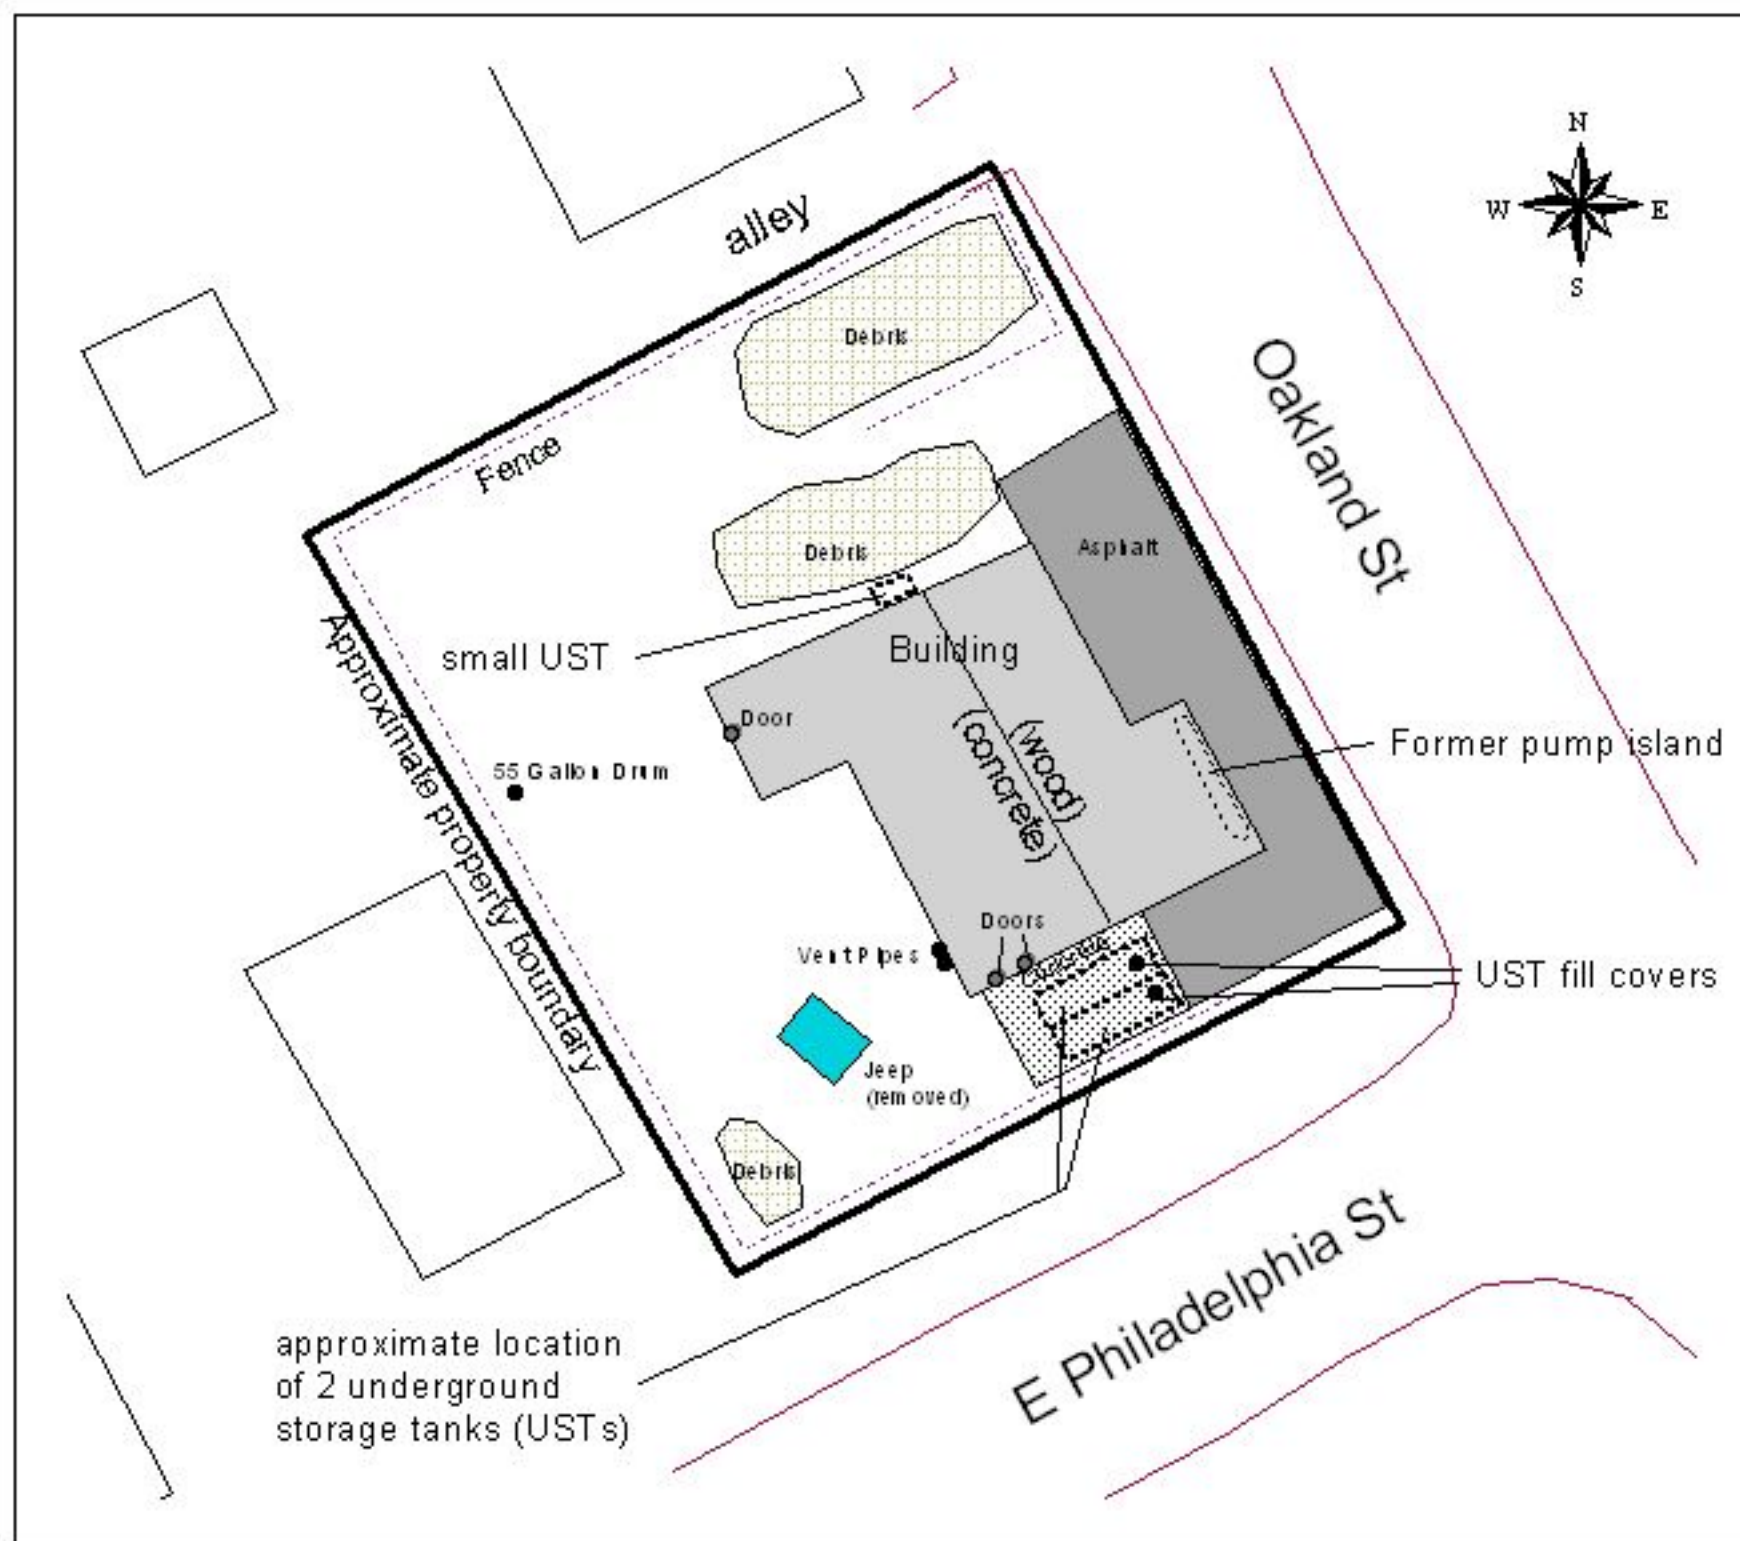 N
W E
S
alley
Oakland St
Debris
Fence
Debris
Asphalt
small UST
Building
Approximate property boundary
Door
(wood)
(concrete)
Former pump island
55 Gallon Drum
Doors
Vent Pipes
UST fill covers
Jeep
(removed)
Debris
E Philadelphia St
approximate location
of 2 underground
storage tanks (USTs)